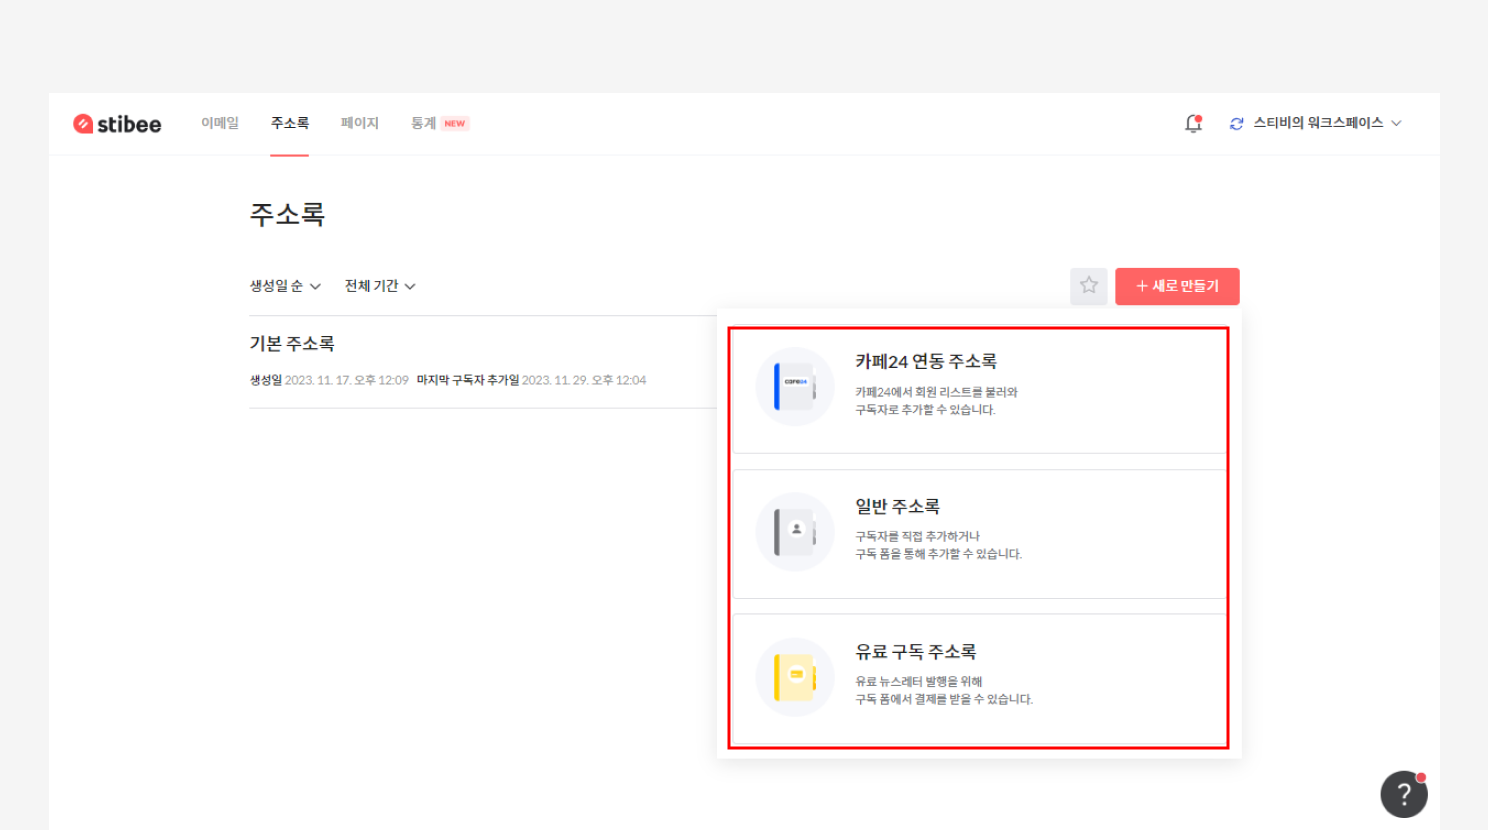 stibee 이메일 주소록 페이지 통계 NEW 스티비의 워크스페이스
주소록
생성일 순 전체 기간 + 새로 만들기
기본 주소록
생성일 2023. 11. 17. 오후 12:09 마지막 구독자 추가일 2023. 11. 29. 오후 12:04
cafe24
카페24 연동 주소록
카페24에서 회원 리스트를 불러와
구독자로 추가할 수 있습니다.
일반 주소록
구독자를 직접 추가하거나
구독 폼을 통해 추가할 수 있습니다.
유료 구독 주소록
유료 뉴스레터 발행을 위해
구독 폼에서 결제를 받을 수 있습니다.
?